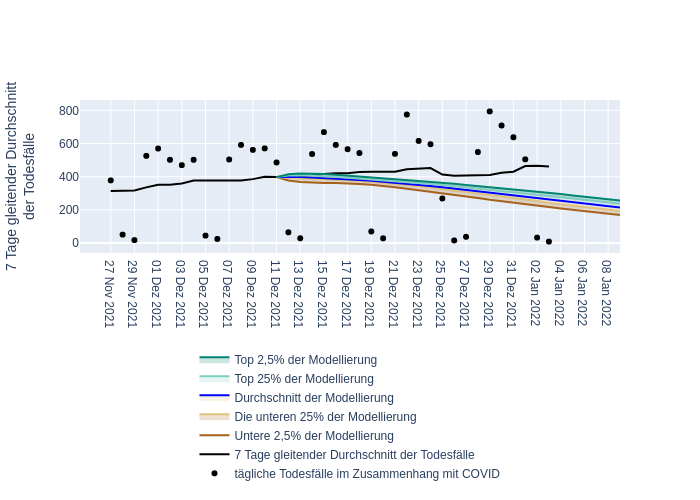 7 Tage gleitender Durchschnitt
der Todesfälle
800
600
400
200
0
27 Nov 2021
29 Nov 2021
01 Dez 2021
03 Dez 2021
05 Dez 2021
07 Dez 2021
09 Dez 2021
11 Dez 2021
13 Dez 2021
15 Dez 2021
17 Dez 2021
19 Dez 2021
21 Dez 2021
23 Dez 2021
25 Dez 2021
27 Dez 2021
29 Dez 2021
31 Dez 2021
02 Jan 2022
04 Jan 2022
06 Jan 2022
08 Jan 2022
Top 2,5% der Modellierung
Top 25% der Modellierung
Durchschnitt der Modellierung
Die unteren 25% der Modellierung
Untere 2,5% der Modellierung
7 Tage gleitender Durchschnitt der Todesfälle
tägliche Todesfälle im Zusammenhang mit COVID